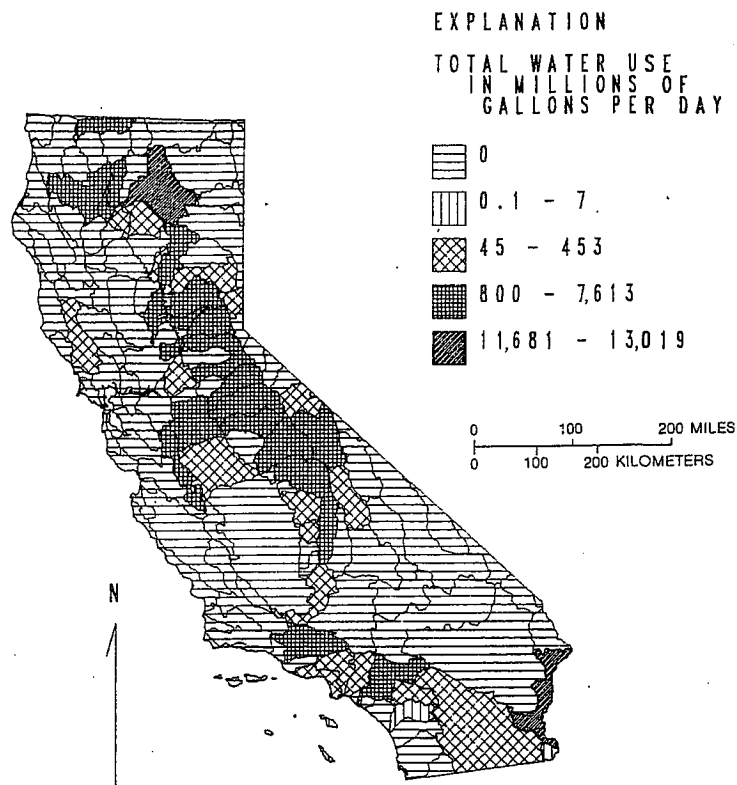 EXPLANATION
TOTAL WATER USE
IN MILLIONS OF
GALLONS PER DAY
0
0.1 - 7
45 - 453
800 - 7,613
11,681 - 13,019
0 100 200 MILES
0 100 200 KILOMETERS
N